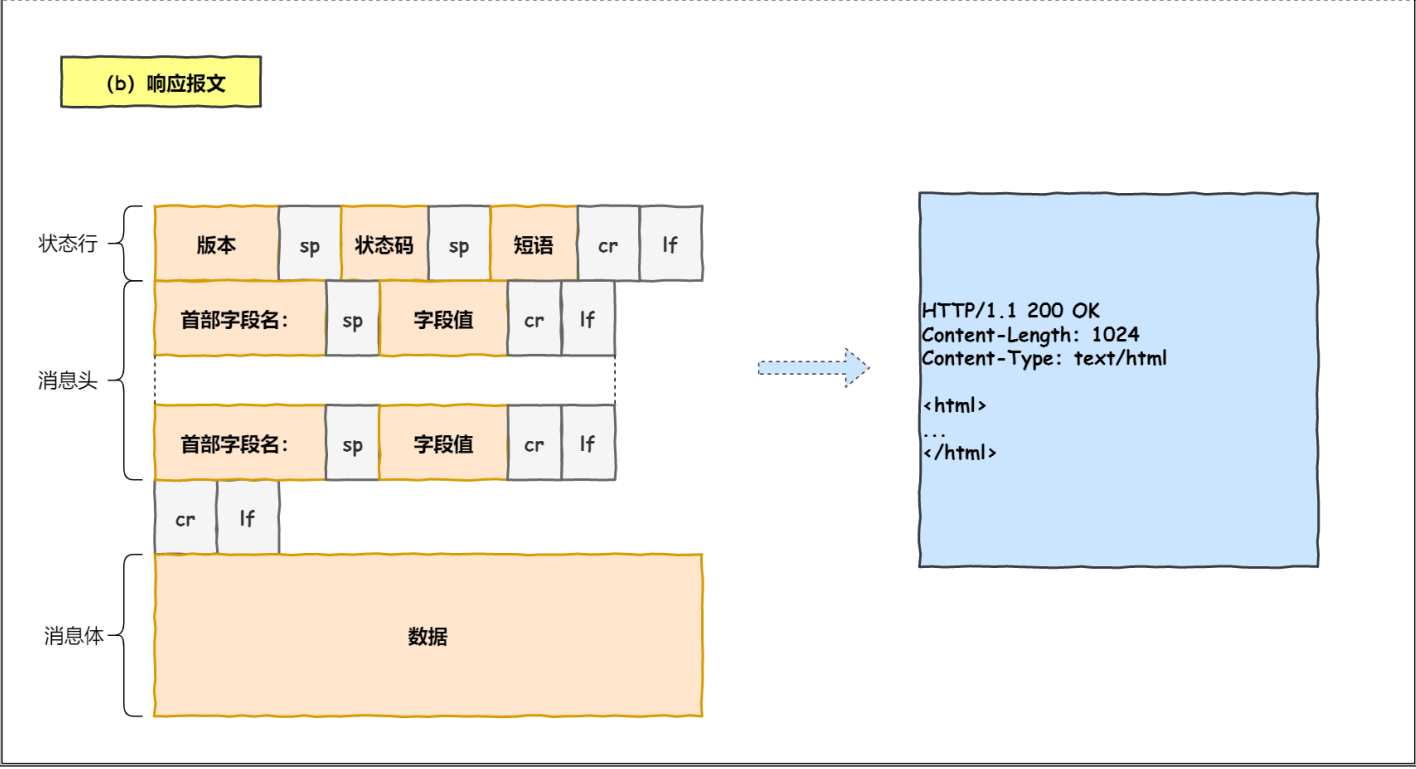 （b）响应报文
状态行
版本 sp 状态码 sp 短语 cr lf
首部字段名： sp 字段值 cr lf
消息头
首部字段名： sp 字段值 cr lf
cr lf
消息体
数据
HTTP/1.1 200 OK
Content-Length: 1024
Content-Type: text/html
<html>
...
</html>